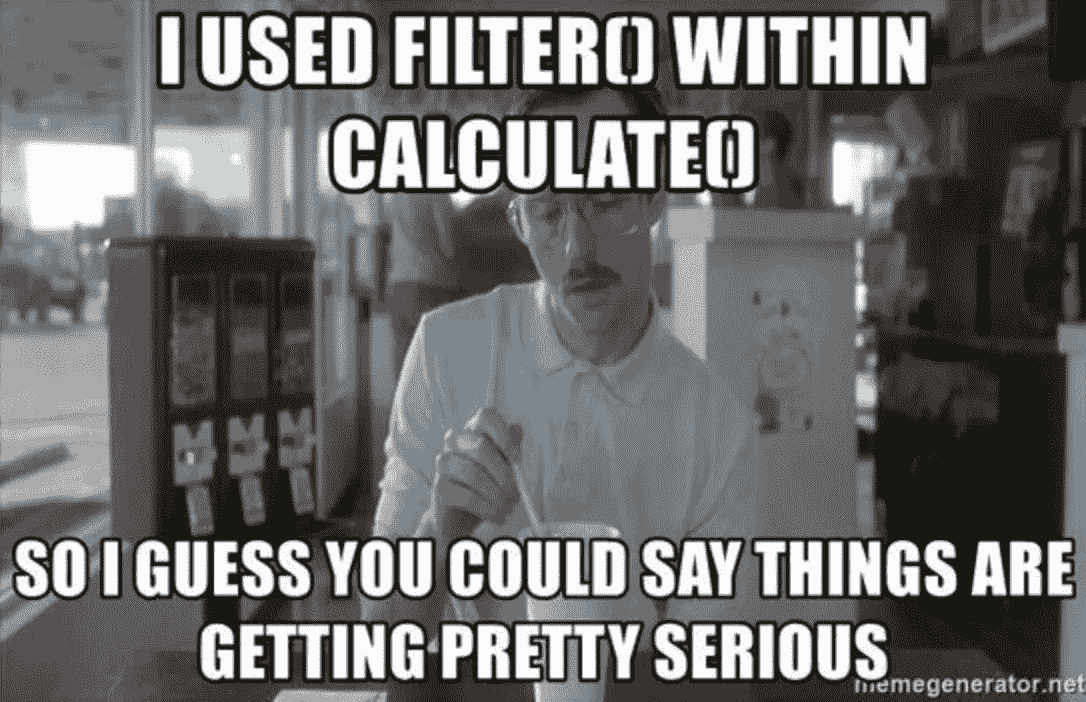 I USED FILTER() WITHIN
CALCULATE()
SO I GUESS YOU COULD SAY THINGS ARE
GETTING PRETTY SERIOUS
memegenerator.net